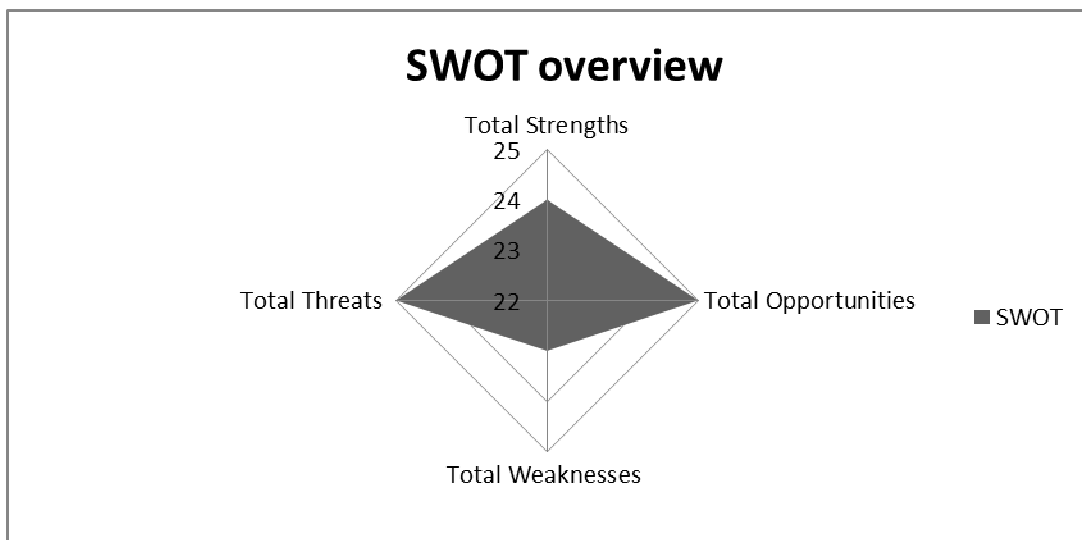 SWOT overview
Total Strengths
25
24
23
22
Total Threats
Total Opportunities
SWOT
Total Weaknesses